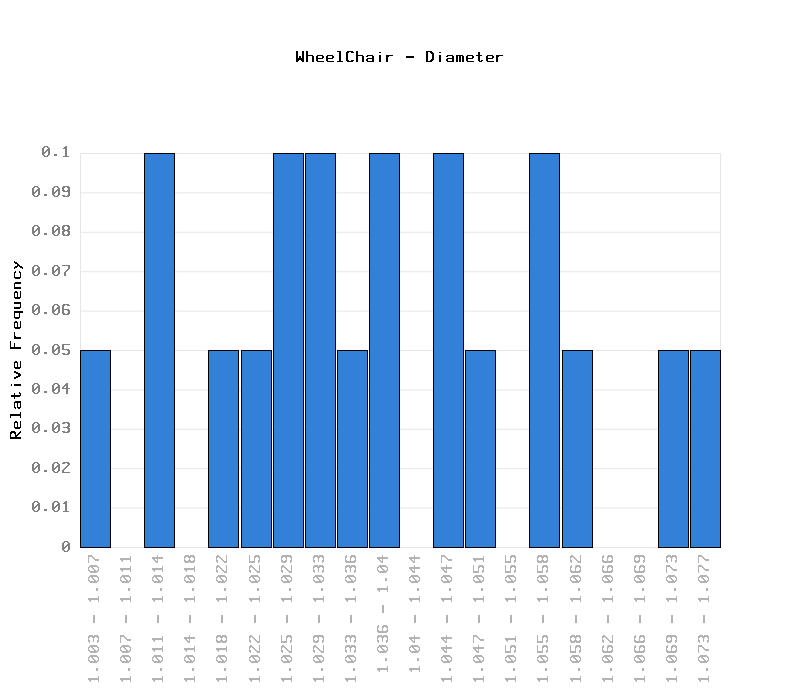 WheelChair - Diameter
Relative Frequency
0.1
0.09
0.08
0.07
0.06
0.05
0.04
0.03
0.02
0.01
0
1.003 - 1.007
1.007 - 1.011
1.011 - 1.014
1.014 - 1.018
1.018 - 1.022
1.022 - 1.025
1.025 - 1.029
1.029 - 1.033
1.033 - 1.036
1.036 - 1.04
1.04 - 1.044
1.044 - 1.047
1.047 - 1.051
1.051 - 1.055
1.055 - 1.058
1.058 - 1.062
1.062 - 1.066
1.066 - 1.069
1.069 - 1.073
1.073 - 1.077